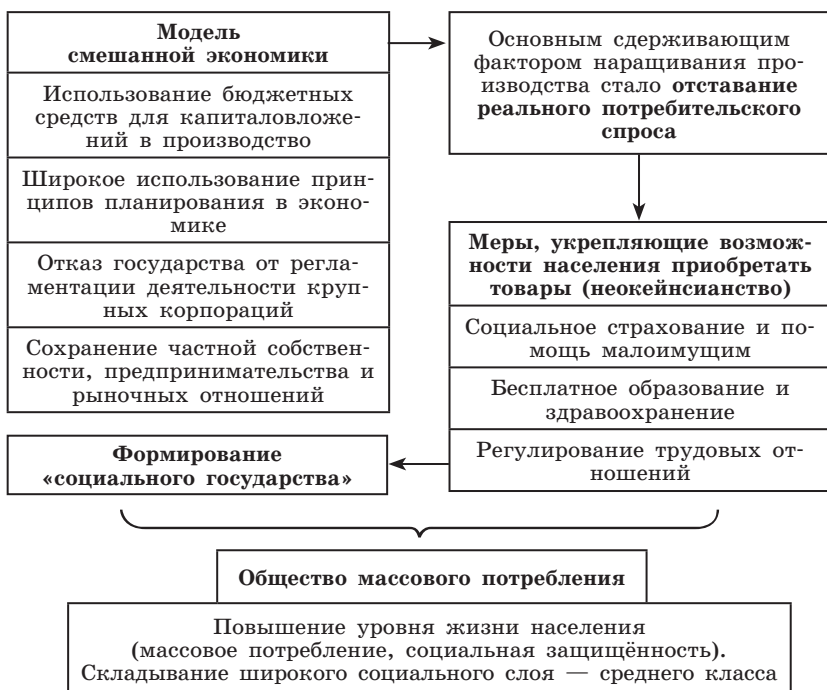 Модель
смешанной экономики
Использование бюджетных
средств для капиталовложе-
ний в производство
Широкое использование прин-
ципов планирования в эконо-
мике
Отказ государства от регла-
ментации деятельности круп-
ных корпораций
Сохранение частной собствен-
ности, предпринимательства и
рыночных отношений
Основным сдерживающим
фактором наращивания про-
изводства стало отставание
реального потребительского
спроса
Меры, укрепляющие возмож-
ности населения приобретать
товары (неокейнсианство)
Социальное страхование и по-
мощь малоимущим
Бесплатное образование и
здравоохранение
Регулирование трудовых от-
ношений
Формирование
«социального государства»
Общество массового потребления
Повышение уровня жизни населения
(массовое потребление, социальная защищённость).
Складывание широкого социального слоя — среднего класса